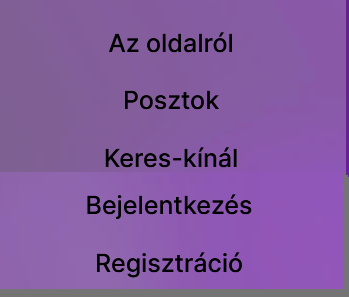 Az oldalról
Posztok
Keres-kínál
Bejelentkezés
Regisztráció